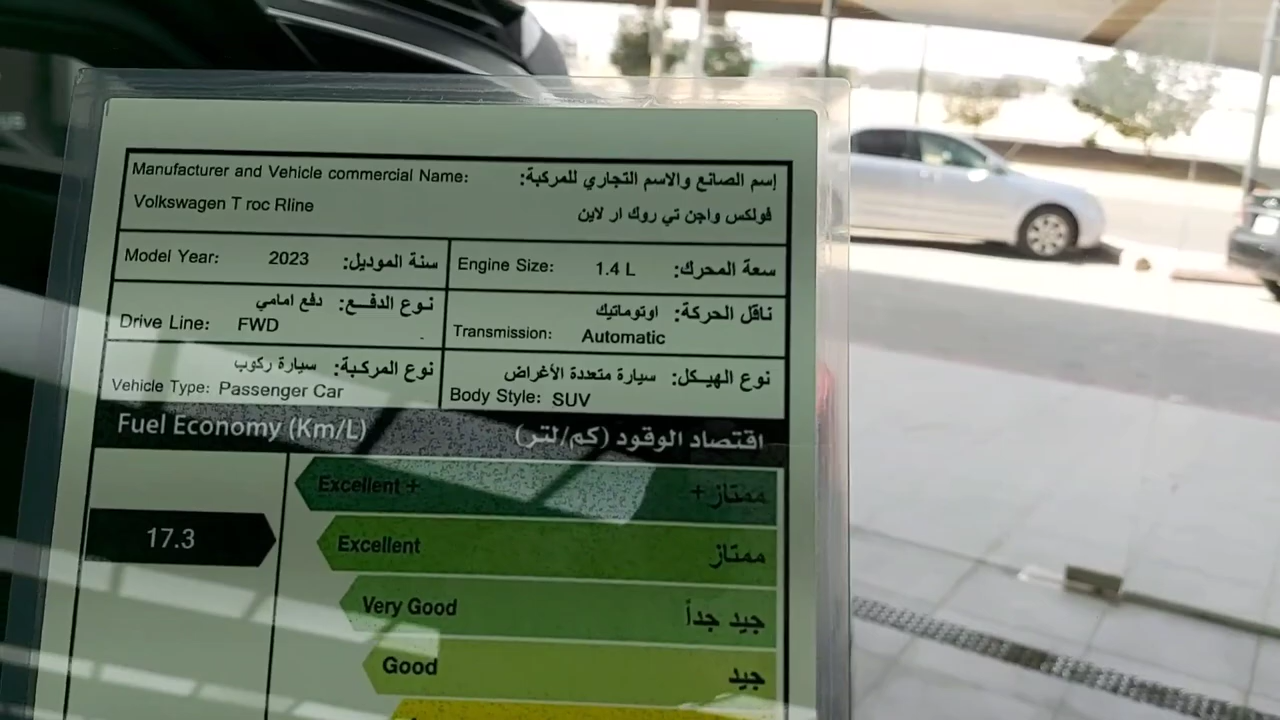 Manufacturer and Vehicle commercial Name: إسم الصانع والاسم التجاري للمركبة:
Volkswagen T roc Rline فولكس واجن تي روك ار لاين
Model Year: 2023 سنة الموديل:
Engine Size: 1.4 L سعة المحرك:
نوع الدفـع: دفع امامي
Drive Line: FWD
ناقل الحركة: اوتوماتيك
Transmission: Automatic
نوع المركبة: سيارة ركوب
Vehicle Type: Passenger Car
نوع الهيـكل: سيارة متعددة الأغراض
Body Style: SUV
Fuel Economy (Km/L) اقتصاد الوقود (كم/لتر)
Excellent + ممتاز +
17.3
Excellent ممتاز
Very Good جيد جداً
Good جيد